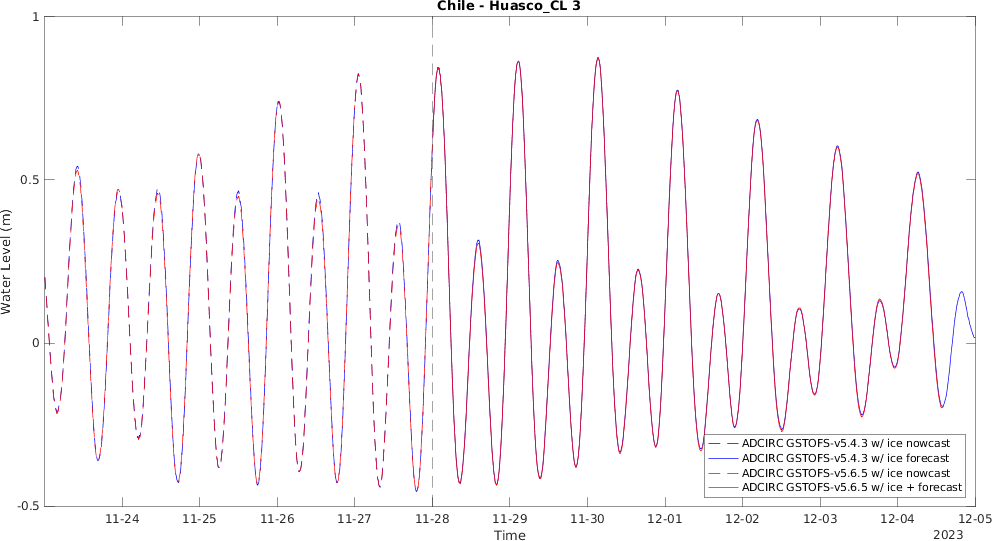 Chile - Huasco_CL 3
1
0.5
0
-0.5
Water Level (m)
11-24 11-25 11-26 11-27 11-28 11-29 11-30 12-01 12-02 12-03 12-04 12-05
Time
2023
ADCIRC GSTOFS-v5.4.3 w/ ice nowcast
ADCIRC GSTOFS-v5.4.3 w/ ice forecast
ADCIRC GSTOFS-v5.6.5 w/ ice nowcast
ADCIRC GSTOFS-v5.6.5 w/ ice + forecast